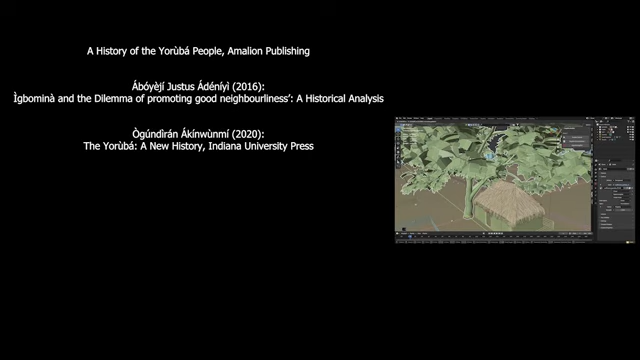 A History of the Yorùbá People, Amalion Publishing
Ábóyèjí Justus Ádéníyì (2016):
Ìgbominà and the Dilemma of promoting good neighbourliness’: A Historical Analysis
Ògúndìrán Ákínwùnmí (2020):
The Yorùbá: A New History, Indiana University Press